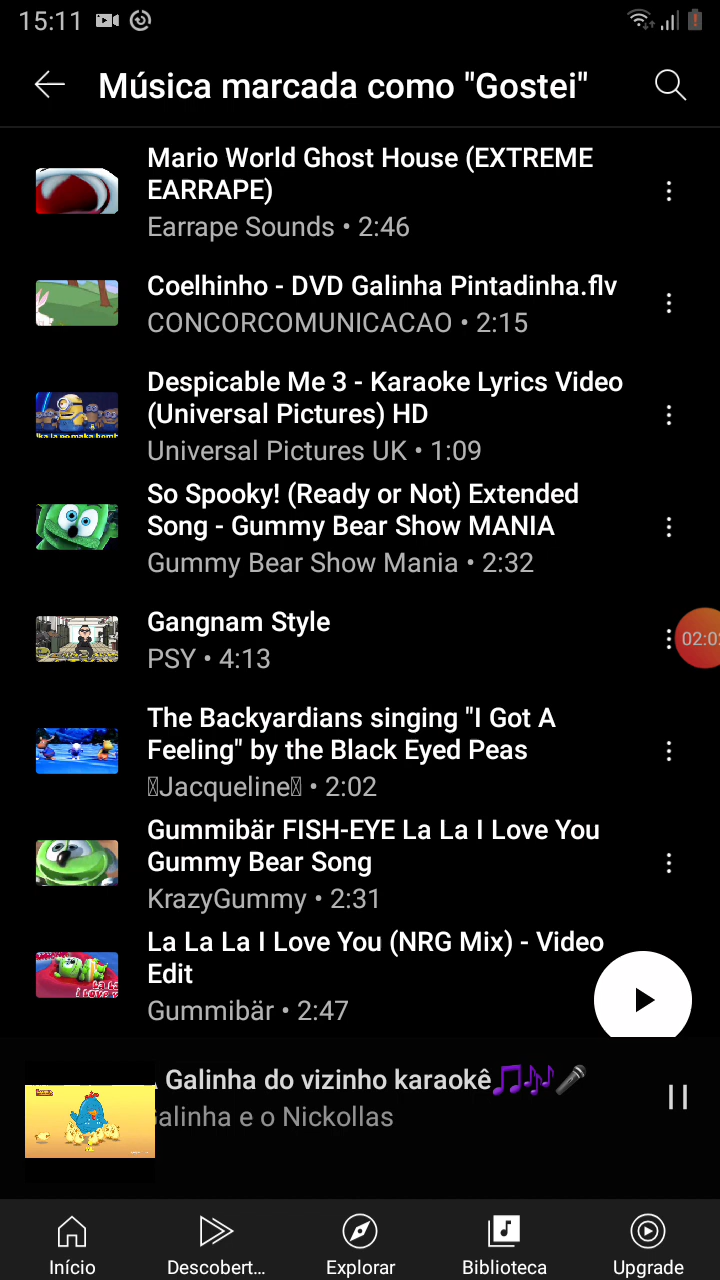 15:11
Música marcada como "Gostei"
Mario World Ghost House (EXTREME
EARRAPE)
Earrape Sounds • 2:46
Coelhinho - DVD Galinha Pintadinha.flv
CONCORCOMUNICACAO • 2:15
Despicable Me 3 - Karaoke Lyrics Video
(Universal Pictures) HD
Universal Pictures UK • 1:09
So Spooky! (Ready or Not) Extended
Song - Gummy Bear Show MANIA
Gummy Bear Show Mania • 2:32
Gangnam Style
PSY • 4:13
02:0
The Backyardians singing "I Got A
Feeling" by the Black Eyed Peas
Jacqueline • 2:02
Gummibär FISH-EYE La La I Love You
Gummy Bear Song
KrazyGummy • 2:31
La La La I Love You (NRG Mix) - Video
Edit
Gummibär • 2:47
Galinha do vizinho karaokê🎵🎶🎤
alinha e o Nickollas
Início
Descobert...
Explorar
Biblioteca
Upgrade